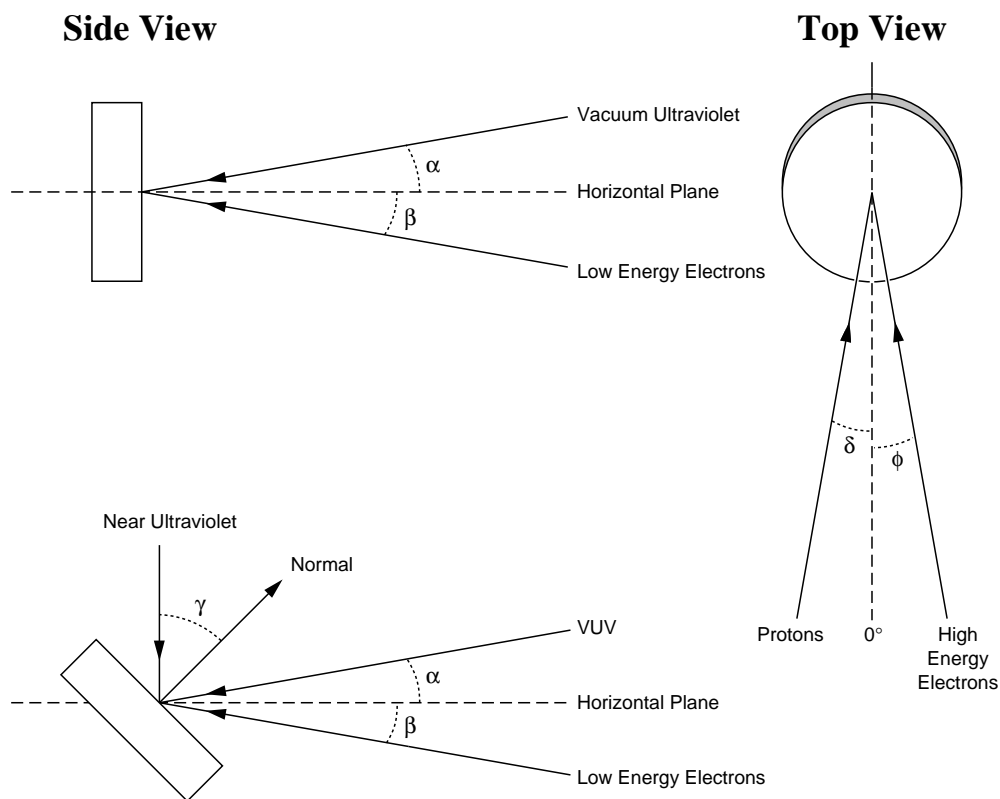 Side View
Top View
Vacuum Ultraviolet
α
Horizontal Plane
β
Low Energy Electrons
δ
ϕ
Protons
0°
High
Energy
Electrons
Near Ultraviolet
Normal
γ
VUV
α
Horizontal Plane
β
Low Energy Electrons